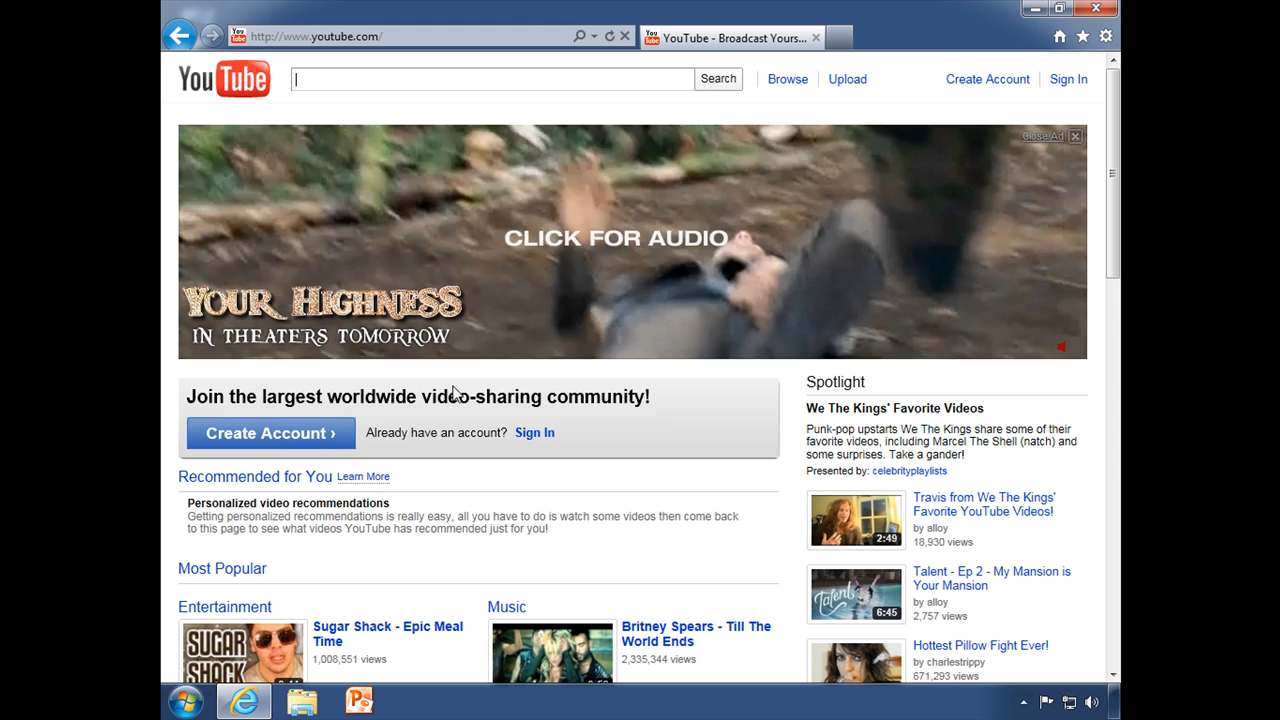 http://www.youtube.com/
YouTube - Broadcast Yours...
YouTube
Search
Browse
Upload
Create Account
Sign In
Close Ad
CLICK FOR AUDIO
YOUR HIGHNESS
IN THEATERS TOMORROW
Join the largest worldwide video-sharing community!
Create Account ›
Already have an account? Sign In
Recommended for You Learn More
Personalized video recommendations
Getting personalized recommendations is really easy, all you have to do is watch some videos then come back
to this page to see what videos YouTube has recommended just for you!
Most Popular
Entertainment
SUGAR
SHACK
Sugar Shack - Epic Meal
Time
1,008,551 views
Music
Britney Spears - Till The
World Ends
2,335,344 views
Spotlight
We The Kings' Favorite Videos
Punk-pop upstarts We The Kings share some of their
favorite videos, including Marcel The Shell (natch) and
some surprises. Take a gander!
Presented by: celebrityplaylists
2:49
Travis from We The Kings'
Favorite YouTube Videos!
by alloy
18,930 views
Talent
6:45
Talent - Ep 2 - My Mansion is
Your Mansion
by alloy
2,757 views
Hottest Pillow Fight Ever!
by charlestrippy
671,293 views